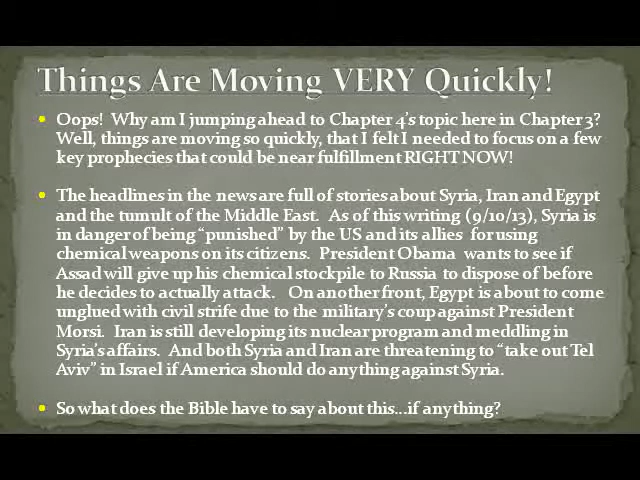 Things Are Moving VERY Quickly!
• Oops!  Why am I jumping ahead to Chapter 4's topic here in Chapter 3?
Well, things are moving so quickly, that I felt I needed to focus on a few
key prophecies that could be near fulfillment RIGHT NOW!
• The headlines in the news are full of stories about Syria, Iran and Egypt
and the tumult of the Middle East.  As of this writing (9/10/13), Syria is
in danger of being “punished” by the US and its allies  for using
chemical weapons on its citizens.  President Obama  wants to see if
Assad will give up his chemical stockpile to Russia to dispose of before
he decides to actually attack.   On another front, Egypt is about to come
unglued with civil strife due to the military's coup against President
Morsi.  Iran is still developing its nuclear program and meddling in
Syria's affairs.  And both Syria and Iran are threatening to “take out Tel
Aviv” in Israel if America should do anything against Syria.
• So what does the Bible have to say about this...if anything?